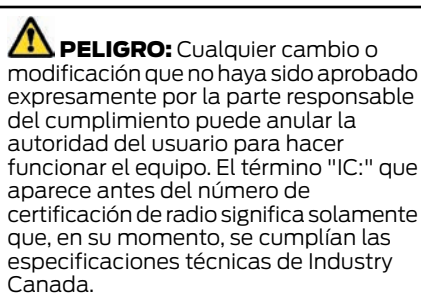 PELIGRO: Cualquier cambio o
modificación que no haya sido aprobado
expresamente por la parte responsable
del cumplimiento puede anular la
autoridad del usuario para hacer
funcionar el equipo. El término "IC:" que
aparece antes del número de
certificación de radio significa solamente
que, en su momento, se cumplían las
especificaciones técnicas de Industry
Canada.